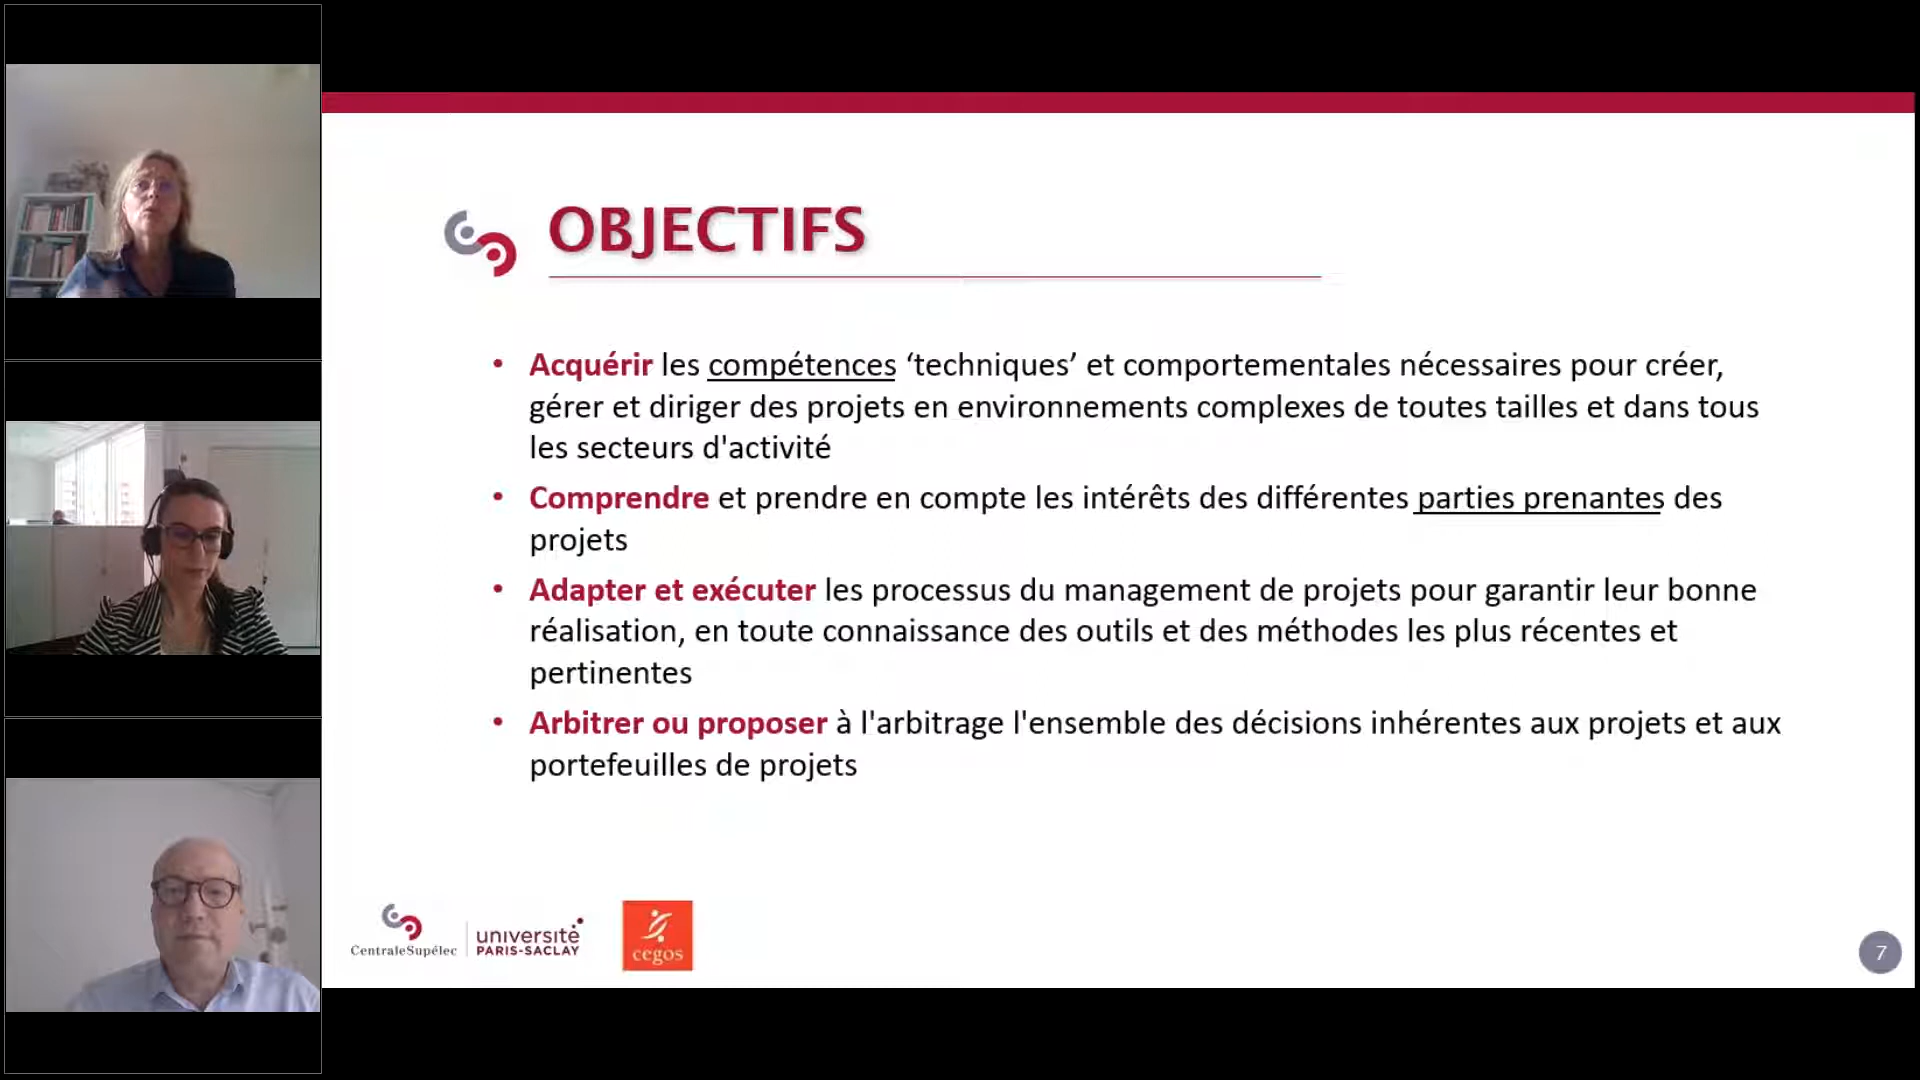 OBJECTIFS
• Acquérir les compétences ‘techniques’ et comportementales nécessaires pour créer,
gérer et diriger des projets en environnements complexes de toutes tailles et dans tous
les secteurs d'activité
• Comprendre et prendre en compte les intérêts des différentes parties prenantes des
projets
• Adapter et exécuter les processus du management de projets pour garantir leur bonne
réalisation, en toute connaissance des outils et des méthodes les plus récentes et
pertinentes
• Arbitrer ou proposer à l'arbitrage l'ensemble des décisions inhérentes aux projets et aux
portefeuilles de projets
CentraleSupélec
université
PARIS-SACLAY
cegos
7